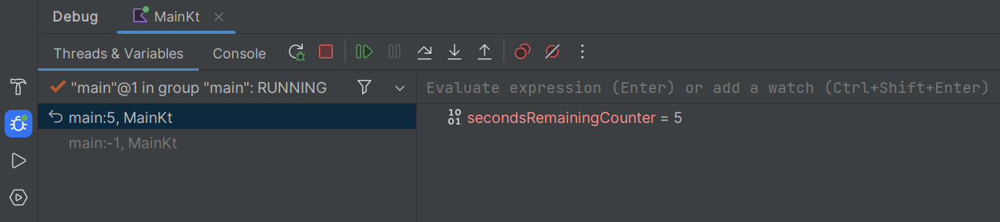 Debug MainKt
Threads & Variables Console
"main"@1 in group "main": RUNNING
Evaluate expression (Enter) or add a watch (Ctrl+Shift+Enter)
main:5, MainKt
10
01
secondsRemainingCounter = 5
main:-1, MainKt